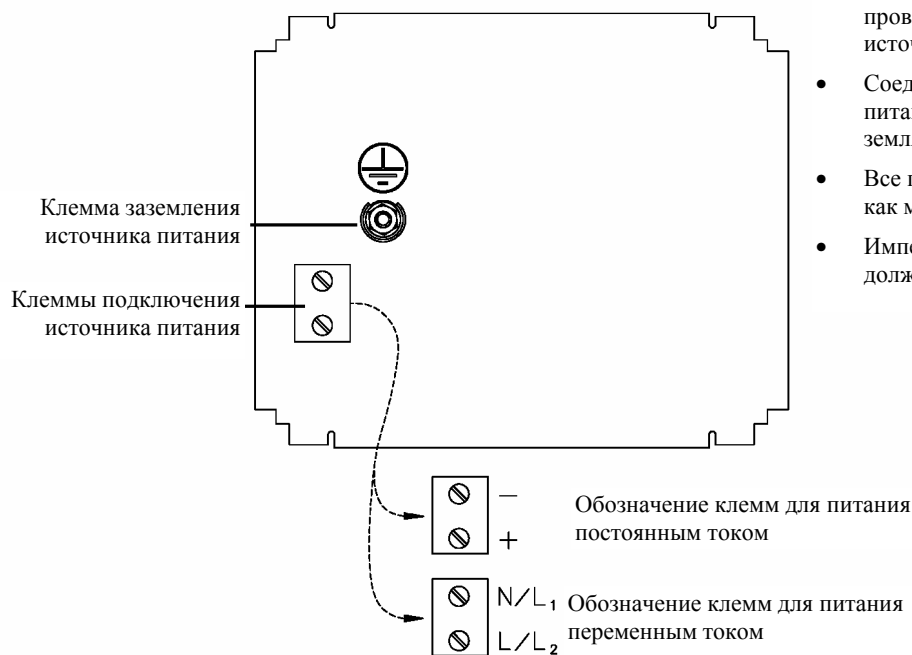 Клемма заземления
источника питания
Клеммы подключения
источника питания
−
+
Обозначение клемм для питания
постоянным током
N/L₁
L/L₂
Обозначение клемм для питания
переменным током
источ
• Соед
питан
земл
• Все п
как м
• Импе
долж